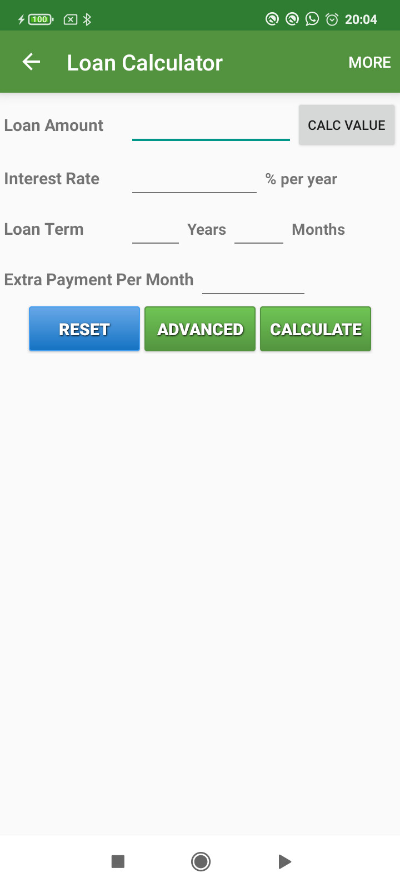 100 20:04
Loan Calculator MORE
Loan Amount CALC VALUE
Interest Rate % per year
Loan Term Years Months
Extra Payment Per Month
RESET ADVANCED CALCULATE